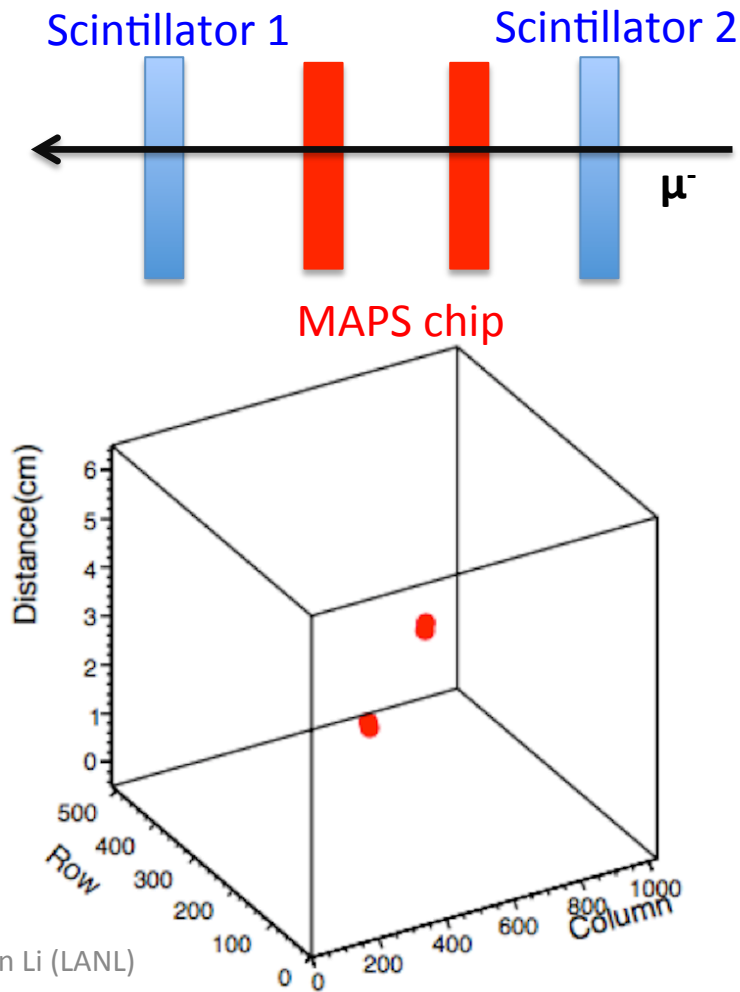 Scintillator 1
Scintillator 2
μ-
MAPS chip
Distance(cm)
6
5
4
3
2
1
0
500
400
300
200
100
0
Row
0
200
400
600
800
1000
Column
Li (LANL)